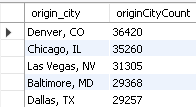 origin_city originCityCount
Denver, CO 36420
Chicago, IL 35260
Las Vegas, NV 31305
Baltimore, MD 29368
Dallas, TX 29257